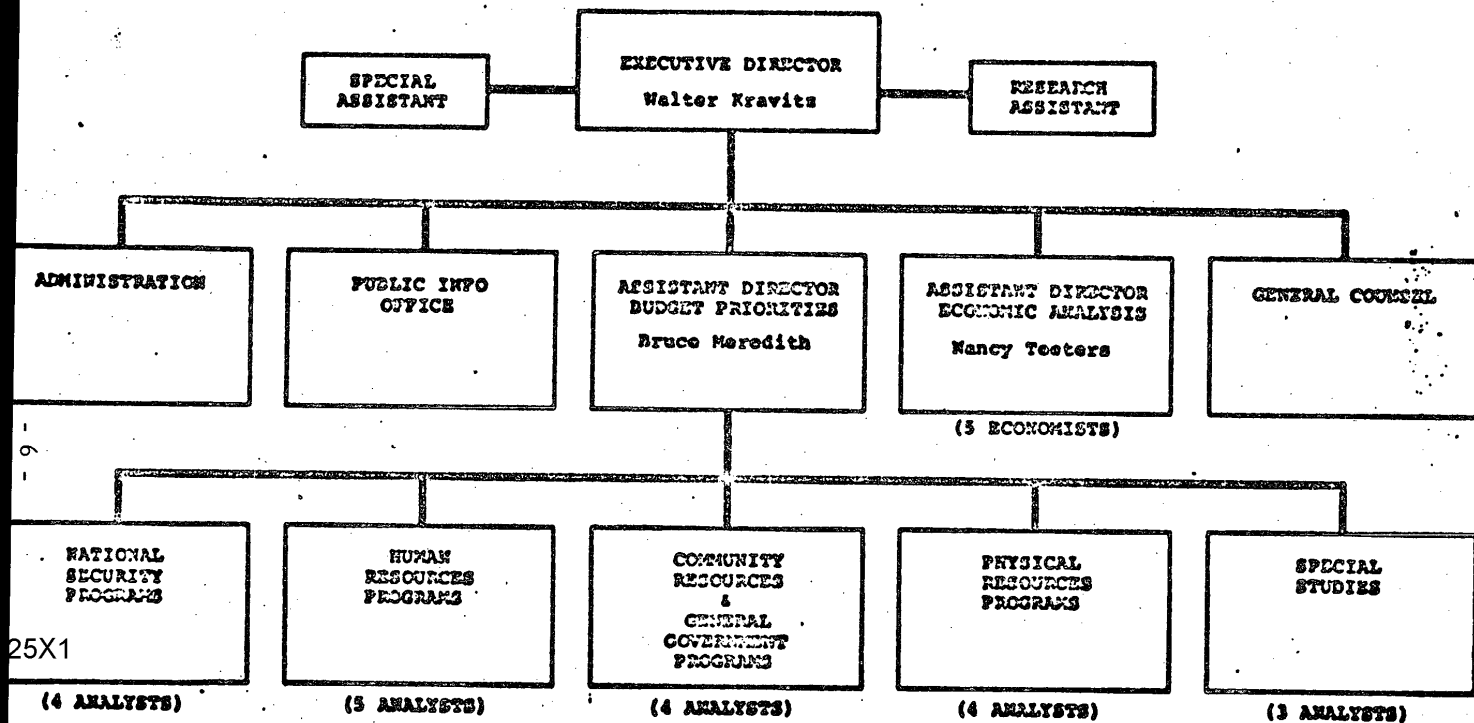 EXECUTIVE DIRECTOR
Walter Kravits
SPECIAL
ASSISTANT
RESEARCH
ASSISTANT
ADMINISTRATION
PUBLIC INFO
OFFICE
ASSISTANT DIRECTOR
BUDGET PRIORITIES
Bruce Meredith
ASSISTANT DIRECTOR
ECONOMIC ANALYSIS
Nancy Teeters
(5 ECONOMISTS)
GENERAL COUNSEL
- 6 -
NATIONAL
SECURITY
PROGRAMS
(4 ANALYSTS)
HUMAN
RESOURCES
PROGRAMS
(5 ANALYSTS)
COMMUNITY
RESOURCES
&
GENERAL
GOVERNMENT
PROGRAMS
(4 ANALYSTS)
PHYSICAL
RESOURCES
PROGRAMS
(4 ANALYSTS)
SPECIAL
STUDIES
(3 ANALYSTS)
25X1